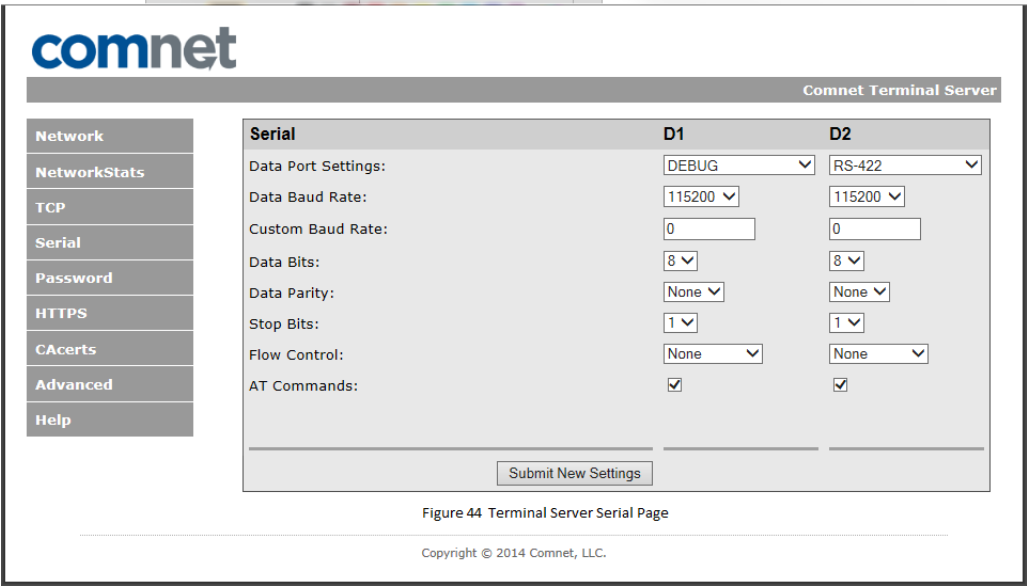 comnet
Comnet Terminal Server
Network
NetworkStats
TCP
Serial
Password
HTTPS
CAcerts
Advanced
Help
Serial D1 D2
Data Port Settings: DEBUG RS-422
Data Baud Rate: 115200 115200
Custom Baud Rate: 0 0
Data Bits: 8 8
Data Parity: None None
Stop Bits: 1 1
Flow Control: None None
AT Commands:
Submit New Settings
Figure 44 Terminal Server Serial Page
Copyright © 2014 Comnet, LLC.